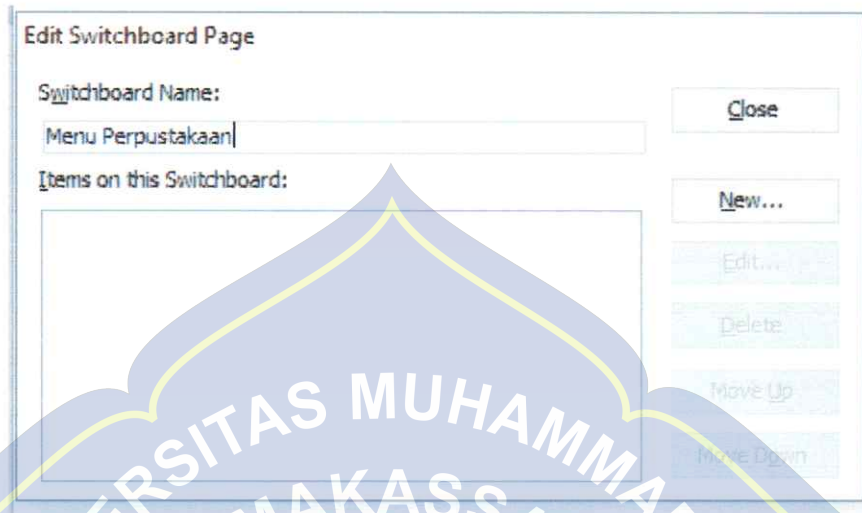 Edit Switchboard Page
Switchboard Name:
Close
Menu Perpustakaan
Items on this Switchboard:
New...
Edit...
Delete
Move Up
Move Down
RSITAS MUHAMMA
MAKASS